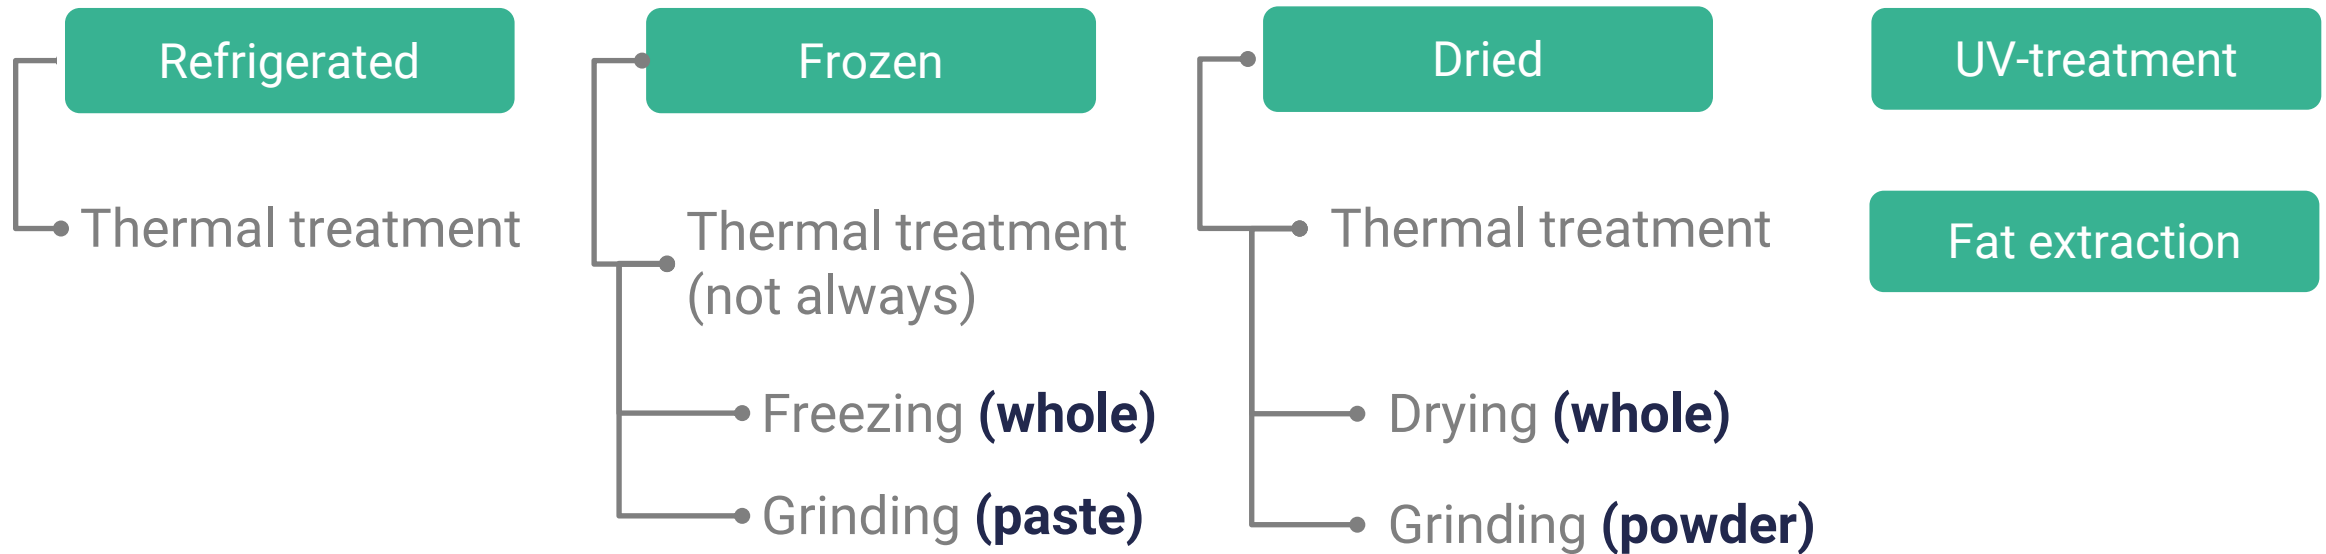 Refrigerated
Thermal treatment
Frozen
Thermal treatment
(not always)
Freezing (whole)
Grinding (paste)
Dried
Thermal treatment
Drying (whole)
Grinding (powder)
UV-treatment
Fat extraction